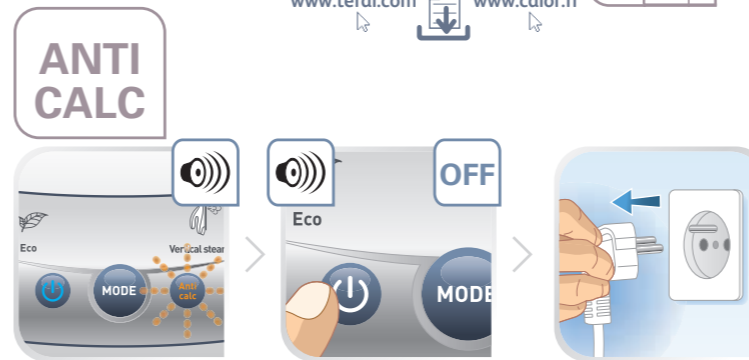 www.tefal.com www.calor.fr
ANTI
CALC
OFF
Eco
Eco
Vertical steam
MODE
Anti
calc
MODE